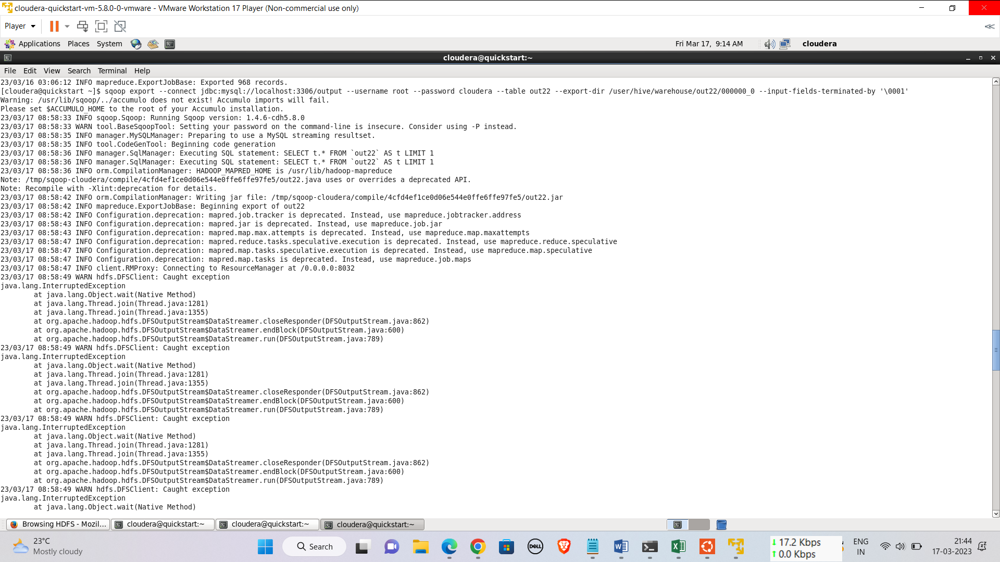 cloudera-quickstart-vm-5.8.0-0-vmware - VMware Workstation 17 Player (Non-commercial use only)
Player
Applications Places System Fri Mar 17, 9:14 AM cloudera
cloudera@quickstart:~
File Edit View Search Terminal Help
23/03/16 03:06:12 INFO mapreduce.ExportJobBase: Exported 968 records.
[cloudera@quickstart ~]$ sqoop export --connect jdbc:mysql://localhost:3306/output --username root --password cloudera --table out22 --export-dir /user/hive/warehouse/out22/000000_0 --input-fields-terminated-by '\0001'
Warning: /usr/lib/sqoop/../accumulo does not exist! Accumulo imports will fail.
Please set $ACCUMULO_HOME to the root of your Accumulo installation.
23/03/17 08:58:33 INFO sqoop.Sqoop: Running Sqoop version: 1.4.6-cdh5.8.0
23/03/17 08:58:33 WARN tool.BaseSqoopTool: Setting your password on the command-line is insecure. Consider using -P instead.
23/03/17 08:58:35 INFO manager.MySQLManager: Preparing to use a MySQL streaming resultset.
23/03/17 08:58:35 INFO tool.CodeGenTool: Beginning code generation
23/03/17 08:58:36 INFO manager.SqlManager: Executing SQL statement: SELECT t.* FROM `out22` AS t LIMIT 1
23/03/17 08:58:36 INFO manager.SqlManager: Executing SQL statement: SELECT t.* FROM `out22` AS t LIMIT 1
23/03/17 08:58:36 INFO orm.CompilationManager: HADOOP_MAPRED_HOME is /usr/lib/hadoop-mapreduce
Note: /tmp/sqoop-cloudera/compile/4cfd4ef1ce0d06e544e0ffe6ffe97fe5/out22.java uses or overrides a deprecated API.
Note: Recompile with -Xlint:deprecation for details.
23/03/17 08:58:42 INFO orm.CompilationManager: Writing jar file: /tmp/sqoop-cloudera/compile/4cfd4ef1ce0d06e544e0ffe6ffe97fe5/out22.jar
23/03/17 08:58:42 INFO mapreduce.ExportJobBase: Beginning export of out22
23/03/17 08:58:42 INFO Configuration.deprecation: mapred.job.tracker is deprecated. Instead, use mapreduce.jobtracker.address
23/03/17 08:58:43 INFO Configuration.deprecation: mapred.jar is deprecated. Instead, use mapreduce.job.jar
23/03/17 08:58:43 INFO Configuration.deprecation: mapred.map.max.attempts is deprecated. Instead, use mapreduce.map.maxattempts
23/03/17 08:58:47 INFO Configuration.deprecation: mapred.reduce.tasks.speculative.execution is deprecated. Instead, use mapreduce.reduce.speculative
23/03/17 08:58:47 INFO Configuration.deprecation: mapred.map.tasks.speculative.execution is deprecated. Instead, use mapreduce.map.speculative
23/03/17 08:58:47 INFO Configuration.deprecation: mapred.map.tasks is deprecated. Instead, use mapreduce.job.maps
23/03/17 08:58:47 INFO client.RMProxy: Connecting to ResourceManager at /0.0.0.0:8032
23/03/17 08:58:49 WARN hdfs.DFSClient: Caught exception
java.lang.InterruptedException
at java.lang.Object.wait(Native Method)
at java.lang.Thread.join(Thread.java:1281)
at java.lang.Thread.join(Thread.java:1355)
at org.apache.hadoop.hdfs.DFSOutputStream$DataStreamer.closeResponder(DFSOutputStream.java:862)
at org.apache.hadoop.hdfs.DFSOutputStream$DataStreamer.endBlock(DFSOutputStream.java:600)
at org.apache.hadoop.hdfs.DFSOutputStream$DataStreamer.run(DFSOutputStream.java:789)
23/03/17 08:58:49 WARN hdfs.DFSClient: Caught exception
java.lang.InterruptedException
at java.lang.Object.wait(Native Method)
at java.lang.Thread.join(Thread.java:1281)
at java.lang.Thread.join(Thread.java:1355)
at org.apache.hadoop.hdfs.DFSOutputStream$DataStreamer.closeResponder(DFSOutputStream.java:862)
at org.apache.hadoop.hdfs.DFSOutputStream$DataStreamer.endBlock(DFSOutputStream.java:600)
at org.apache.hadoop.hdfs.DFSOutputStream$DataStreamer.run(DFSOutputStream.java:789)
23/03/17 08:58:49 WARN hdfs.DFSClient: Caught exception
java.lang.InterruptedException
at java.lang.Object.wait(Native Method)
at java.lang.Thread.join(Thread.java:1281)
at java.lang.Thread.join(Thread.java:1355)
at org.apache.hadoop.hdfs.DFSOutputStream$DataStreamer.closeResponder(DFSOutputStream.java:862)
at org.apache.hadoop.hdfs.DFSOutputStream$DataStreamer.endBlock(DFSOutputStream.java:600)
at org.apache.hadoop.hdfs.DFSOutputStream$DataStreamer.run(DFSOutputStream.java:789)
23/03/17 08:58:49 WARN hdfs.DFSClient: Caught exception
java.lang.InterruptedException
at java.lang.Object.wait(Native Method)
Browsing HDFS - Mozil... cloudera@quickstart:~ cloudera@quickstart:~ cloudera@quickstart:~
23°C
Mostly cloudy
Search
DELL
17.2 Kbps
0.0 Kbps
ENG
IN
21:44
17-03-2023